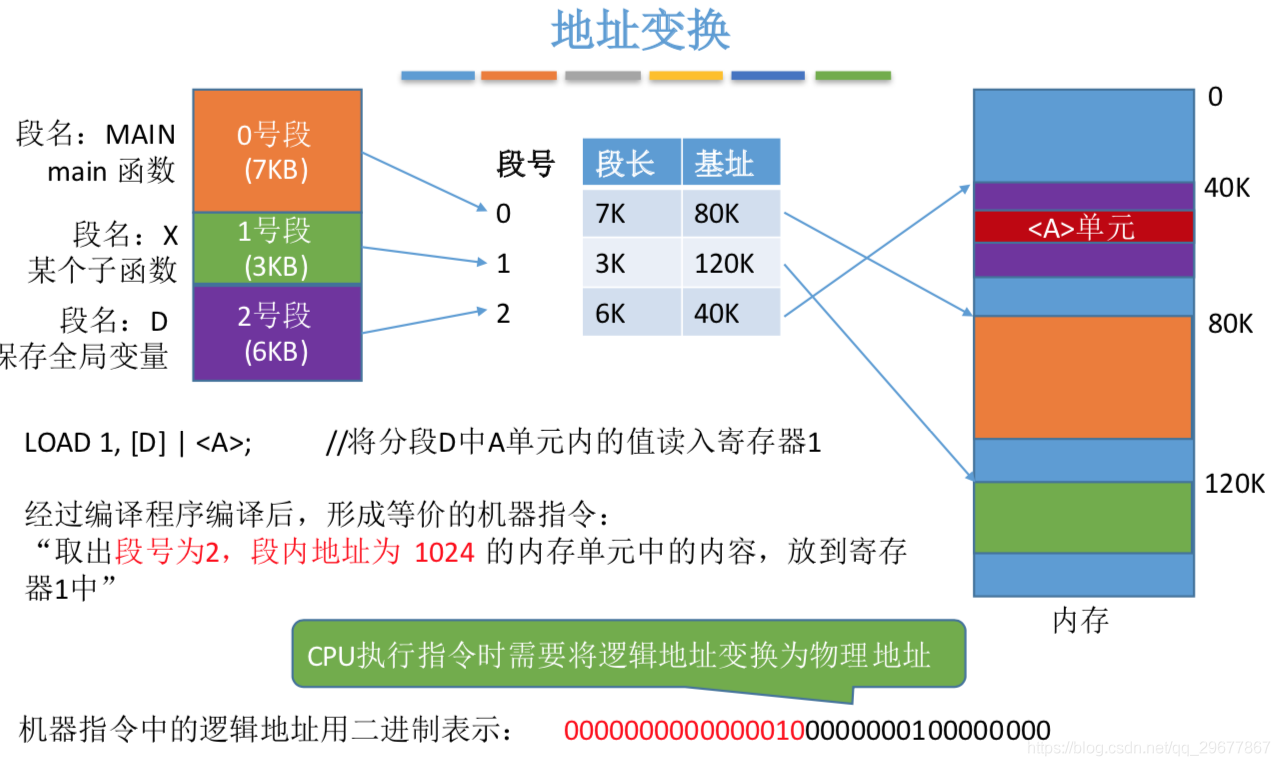 地址变换
段名：MAIN
main 函数
0号段
(7KB)
段名：X
某个子函数
1号段
(3KB)
段名：D
保存全局变量
2号段
(6KB)
段号 段长 基址
0 7K 80K
1 3K 120K
2 6K 40K
0
40K
<A>单元
80K
120K
内存
LOAD 1, [D] | <A>; //将分段D中A单元内的值读入寄存器1
经过编译程序编译后，形成等价的机器指令：
“取出段号为2，段内地址为 1024 的内存单元中的内容，放到寄存
器1中”
CPU执行指令时需要将逻辑地址变换为物理地址
机器指令中的逻辑地址用二进制表示： 00000000000000100000000100000000
https://blog.csdn.net/qq_29677867